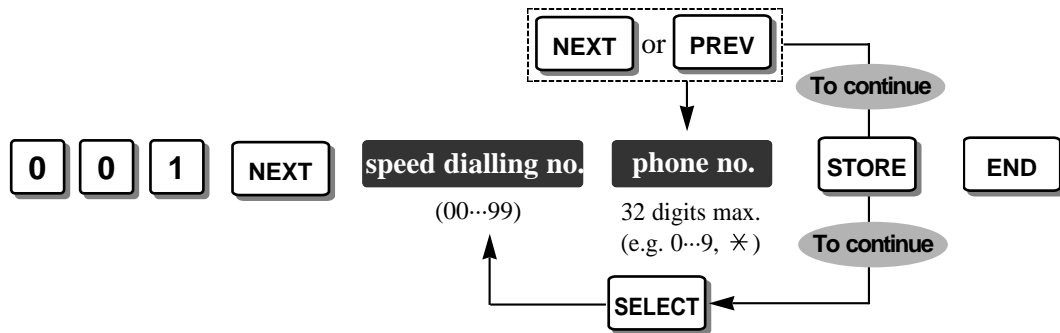 NEXT or PREV
To continue
0 0 1 NEXT speed dialling no. phone no. STORE END
(00···99) 32 digits max.
(e.g. 0···9, ✳)
To continue
SELECT